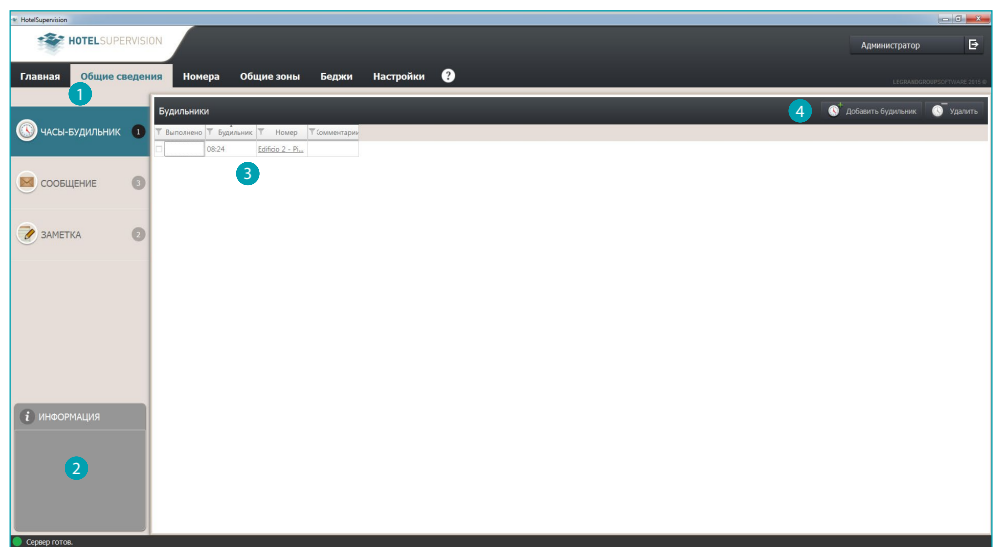 HotelSupervision
HOTELSUPERVISION
Администратор
Главная Общие сведения Номера Общие зоны Беджи Настройки ?
LEGRANDGROUPSOFTWARE 2015 ©
1
Будильники 4 Добавить будильник Удалить
ЧАСЫ-БУДИЛЬНИК 1
Выполнено Будильник Номер Комментарии
08:24 Edificio 2 - Pi...
3
СООБЩЕНИЕ 3
ЗАМЕТКА 2
i ИНФОРМАЦИЯ
2
Сервер готов.